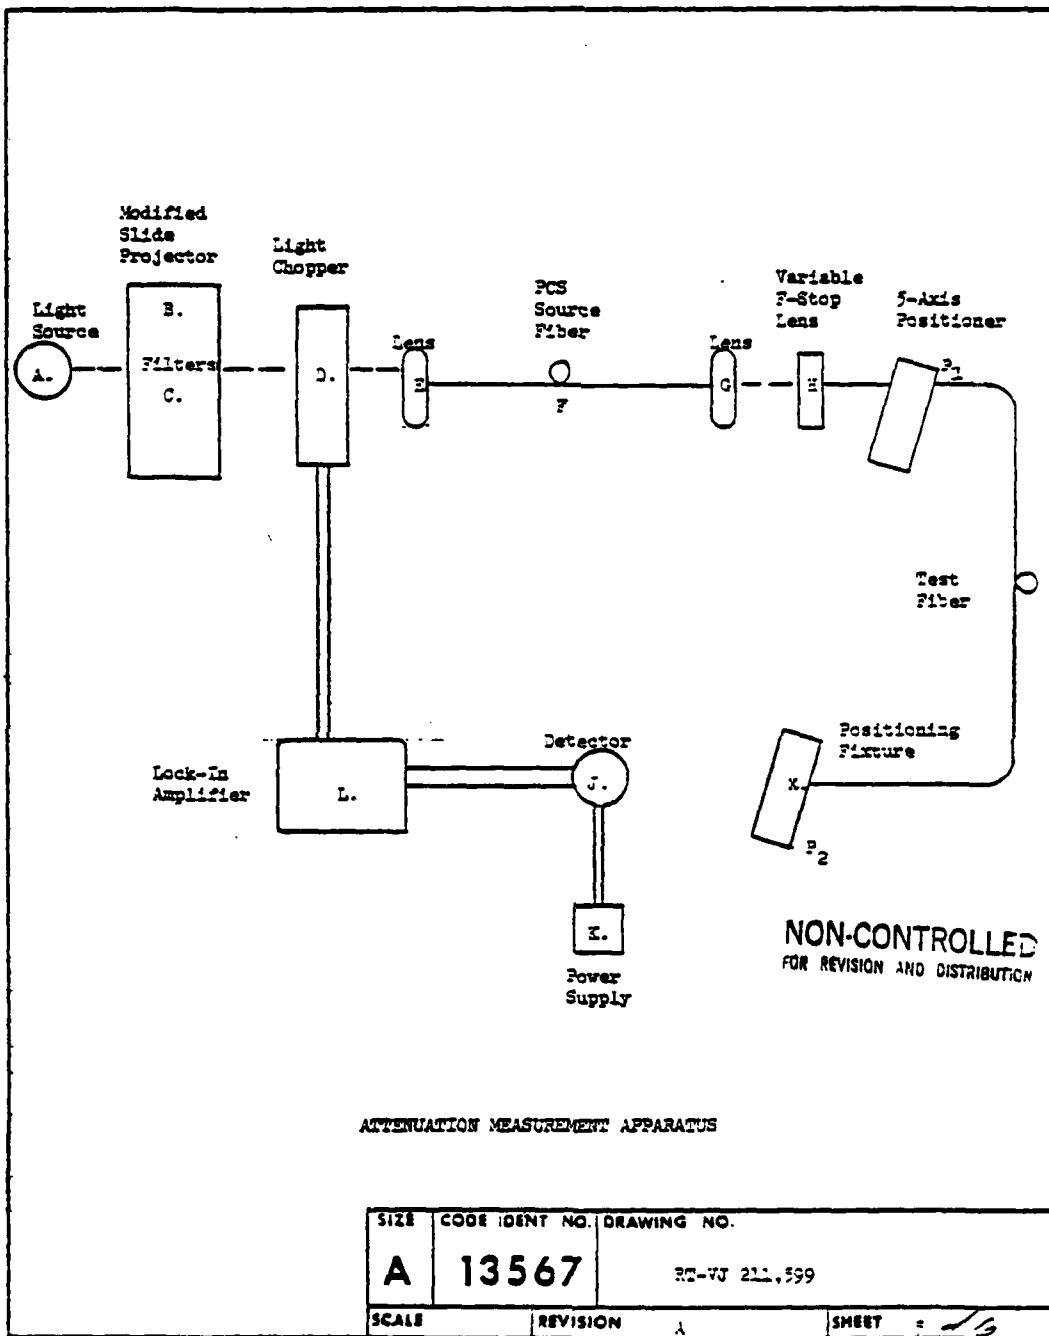 Modified
Slide
Projector
Light
Chopper
Light
Source
PCS
Source
Fiber
Variable
F-Stop
Lens
5-Axis
Positioner
Lens
Lens
A.
B.
Filters
C.
D.
E
F
G
H
P1
Test
Fiber
Positioning
Fixture
X.
P2
Detector
J.
Lock-In
Amplifier
L.
K.
Power
Supply
NON-CONTROLLED
FOR REVISION AND DISTRIBUTION
ATTENUATION MEASUREMENT APPARATUS
SIZE CODE IDENT NO. DRAWING NO.
A 13567 RT-VJ
SCALE REVISION A SHEET